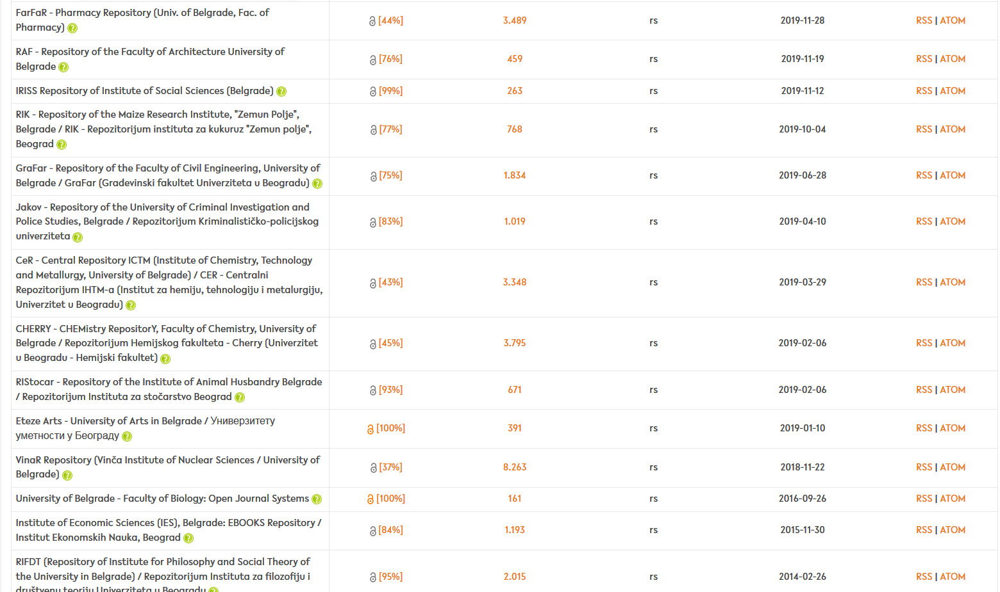 FarFaR - Pharmacy Repository (Univ. of Belgrade, Fac. of
Pharmacy)
[44%] 3.489 rs 2019-11-28 RSS | ATOM
RAF - Repository of the Faculty of Architecture University of
Belgrade
[76%] 459 rs 2019-11-19 RSS | ATOM
IRISS Repository of Institute of Social Sciences (Belgrade)
[99%] 263 rs 2019-11-12 RSS | ATOM
RIK - Repository of the Maize Research Institute, "Zemun Polje",
Belgrade / RIK - Repozitorijum instituta za kukuruz "Zemun polje",
Beograd
[77%] 768 rs 2019-10-04 RSS | ATOM
GraFar - Repository of the Faculty of Civil Engineering, University of
Belgrade / GraFar (Gradevinski fakultet Univerziteta u Beogradu)
[75%] 1.834 rs 2019-06-28 RSS | ATOM
Jakov - Repository of the University of Criminal Investigation and
Police Studies, Belgrade / Repozitorijum Kriminalističko-policijskog
univerziteta
[83%] 1.019 rs 2019-04-10 RSS | ATOM
CeR - Central Repository ICTM (Institute of Chemistry, Technology
and Metallurgy, University of Belgrade) / CER - Centralni
Repozitorijum IHTM-a (Institut za hemiju, tehnologiju i metalurgiju,
Univerzitet u Beogradu)
[43%] 3.348 rs 2019-03-29 RSS | ATOM
CHERRY - CHEMistry RepositorY, Faculty of Chemistry, University of
Belgrade / Repozitorijum Hemijskog fakulteta - Cherry (Univerzitet
u Beogradu - Hemijski fakultet)
[45%] 3.795 rs 2019-02-06 RSS | ATOM
RIStocar - Repository of the Institute of Animal Husbandry Belgrade
/ Repozitorijum Instituta za stočarstvo Beograd
[93%] 671 rs 2019-02-06 RSS | ATOM
Eteze Arts - University of Arts in Belgrade / Универзитету
уметности у Београду
[100%] 391 rs 2019-01-10 RSS | ATOM
VinaR Repository (Vinča Institute of Nuclear Sciences / University of
Belgrade)
[37%] 8.263 rs 2018-11-22 RSS | ATOM
University of Belgrade - Faculty of Biology: Open Journal Systems
[100%] 161 rs 2016-09-26 RSS | ATOM
Institute of Economic Sciences (IES), Belgrade: EBOOKS Repository /
Institut Ekonomskih Nauka, Beograd
[84%] 1.193 rs 2015-11-30 RSS | ATOM
RIFDT (Repository of Institute for Philosophy and Social Theory of
the University in Belgrade) / Repozitorijum Instituta za filozofiju i
društvenu teoriju Univerziteta u Beogradu
[95%] 2.015 rs 2014-02-26 RSS | ATOM